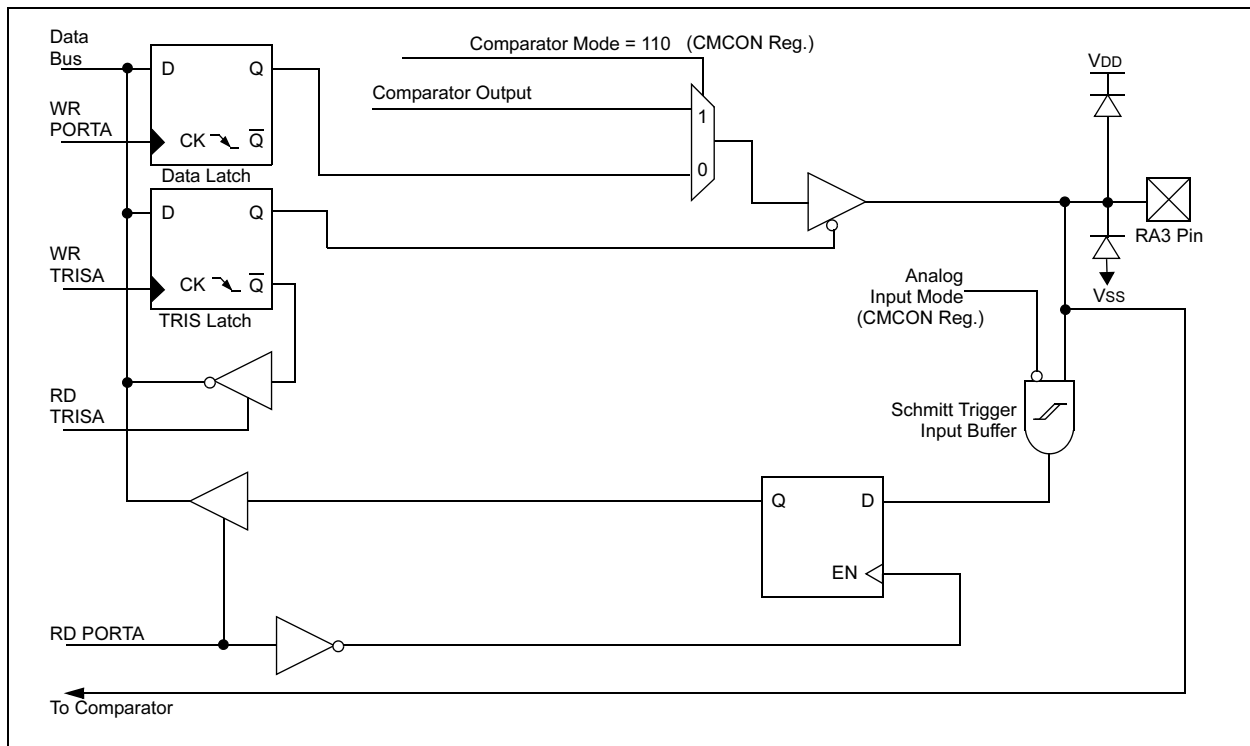 Data
Bus
D
Q
WR
PORTA
CK
Q
Data Latch
Comparator Mode = 110 (CMCON Reg.)
Comparator Output
1
0
VDD
RA3 Pin
VSS
D
Q
WR
TRISA
CK
Q
TRIS Latch
Analog
Input Mode
(CMCON Reg.)
RD
TRISA
Schmitt Trigger
Input Buffer
Q
D
EN
RD PORTA
To Comparator